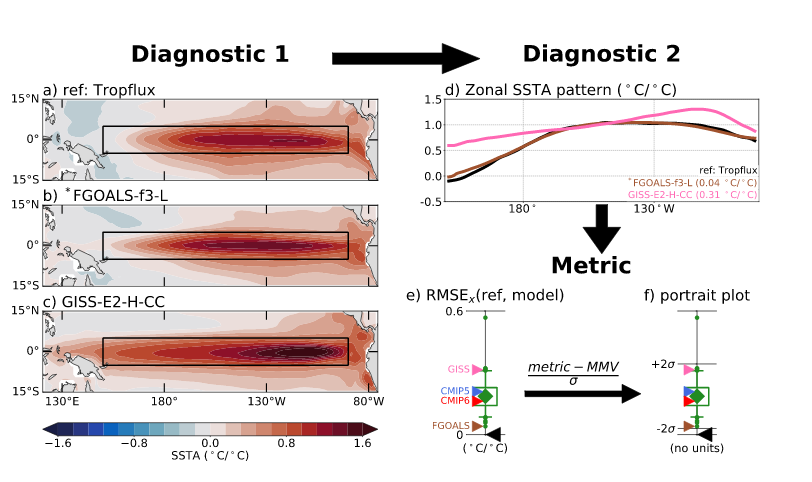 Diagnostic 1
Diagnostic 2
a) ref: Tropflux
15°N
0°
15°S
b) *FGOALS-f3-L
15°N
0°
15°S
c) GISS-E2-H-CC
15°N
0°
15°S
130°E 180° 130°W 80°W
−1.6 −0.8 0.0 0.8 1.6
SSTA (°C/°C)
d) Zonal SSTA pattern (°C/°C)
1.5
1.0
0.5
0.0
-0.5
ref: Tropflux
*FGOALS-f3-L (0.04 °C/°C)
GISS-E2-H-CC (0.31 °C/°C)
180° 130°W
Metric
e) RMSEx(ref, model)
0.6
GISS
CMIP5
CMIP6
FGOALS
0
(°C/°C)
metric−MMV
σ
f) portrait plot
+2σ
-2σ
(no units)